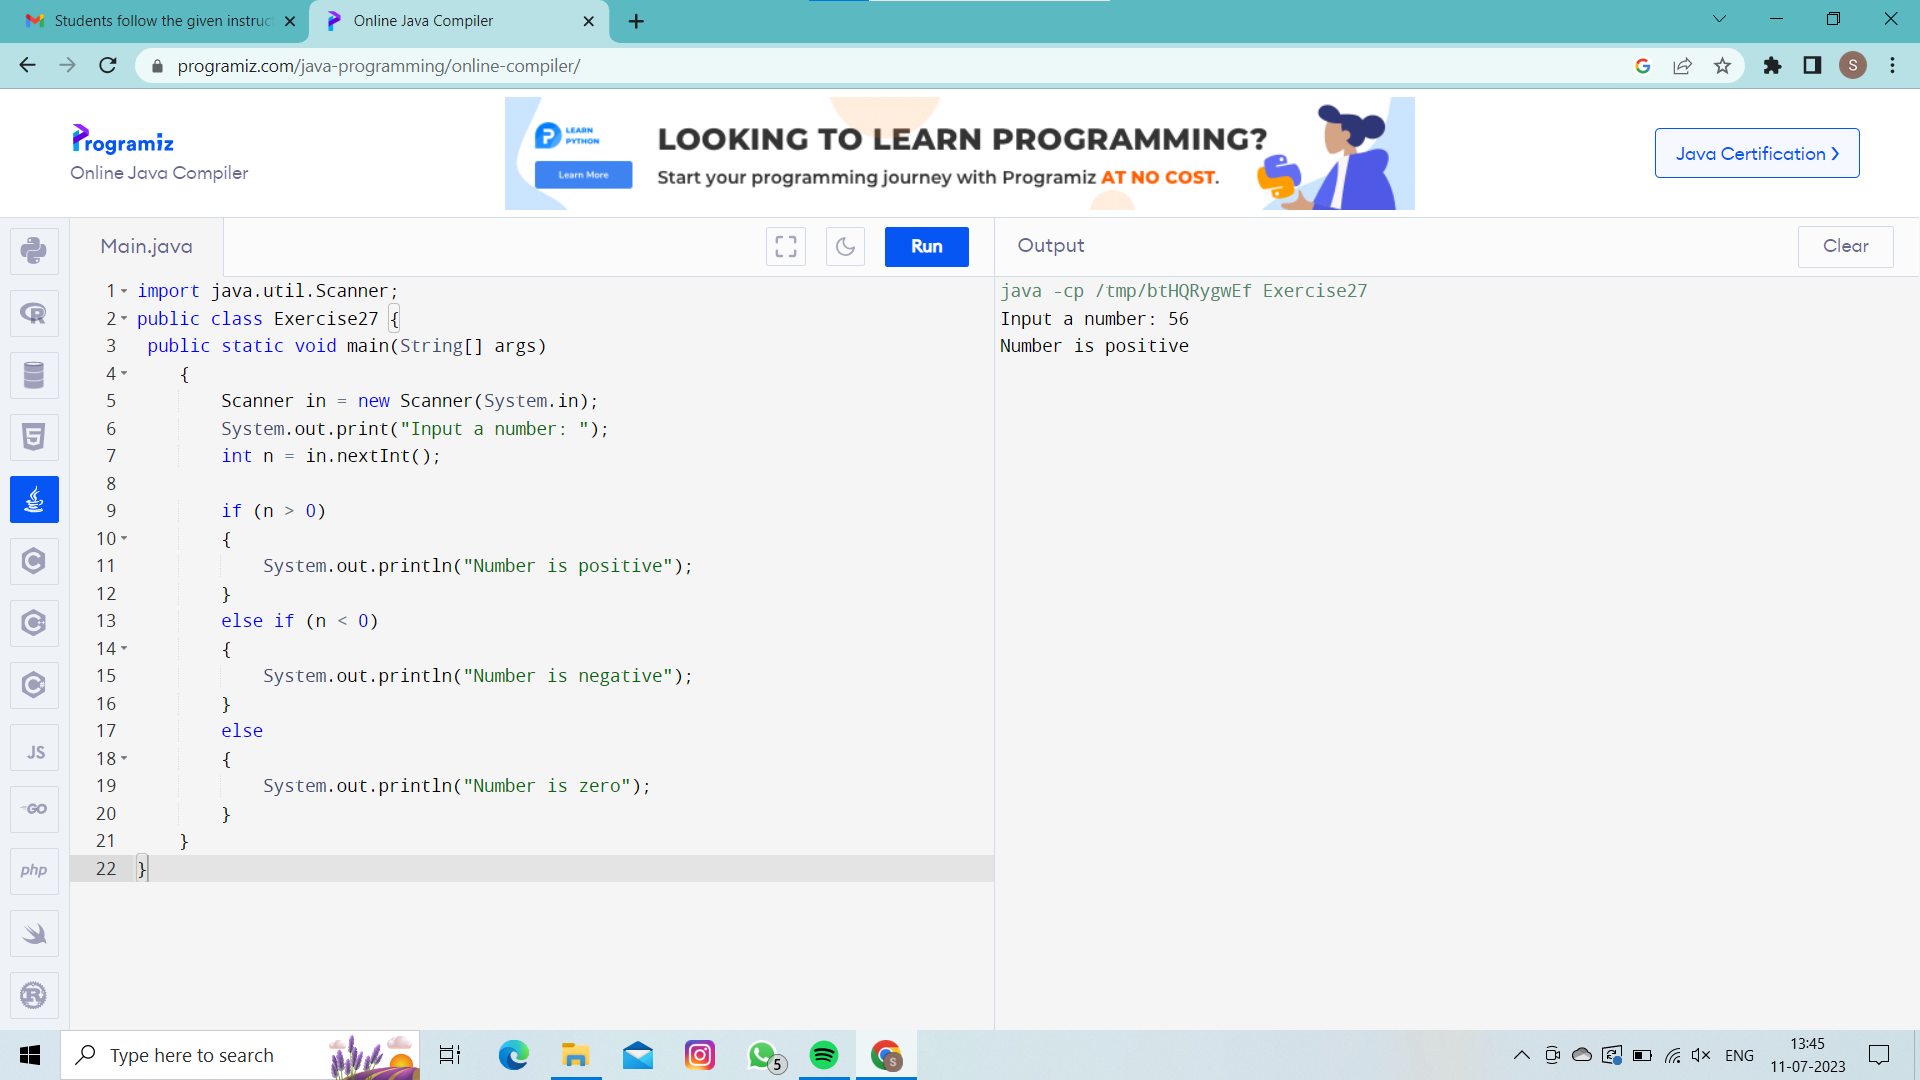 Students follow the given instruc
Online Java Compiler
programiz.com/java-programming/online-compiler/
S
Programiz
Online Java Compiler
LEARN
PYTHON
Learn More
LOOKING TO LEARN PROGRAMMING?
Start your programming journey with Programiz AT NO COST.
Java Certification
Main.java
Run
Output
Clear
1 import java.util.Scanner;
2 public class Exercise27 {
3 public static void main(String[] args)
4 {
5 Scanner in = new Scanner(System.in);
6 System.out.print("Input a number: ");
7 int n = in.nextInt();
8
9 if (n > 0)
10 {
11 System.out.println("Number is positive");
12 }
13 else if (n < 0)
14 {
15 System.out.println("Number is negative");
16 }
17 else
18 {
19 System.out.println("Number is zero");
20 }
21 }
22 }
java -cp /tmp/btHQRygwEf Exercise27
Input a number: 56
Number is positive
JS
GO
php
Type here to search
5
S
ENG
13:45
11-07-2023